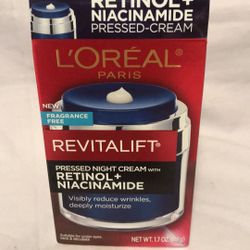 RETINOL+
NIACINAMIDE
PRESSED-CREAM
L'ORÉAL
PARIS
NEW
FRAGRANCE
FREE
REVITALIFT®
PRESSED NIGHT CREAM WITH
RETINOL+
NIACINAMIDE
Visibly reduce wrinkles,
deeply moisturize
NET WT. 1.7 OZ